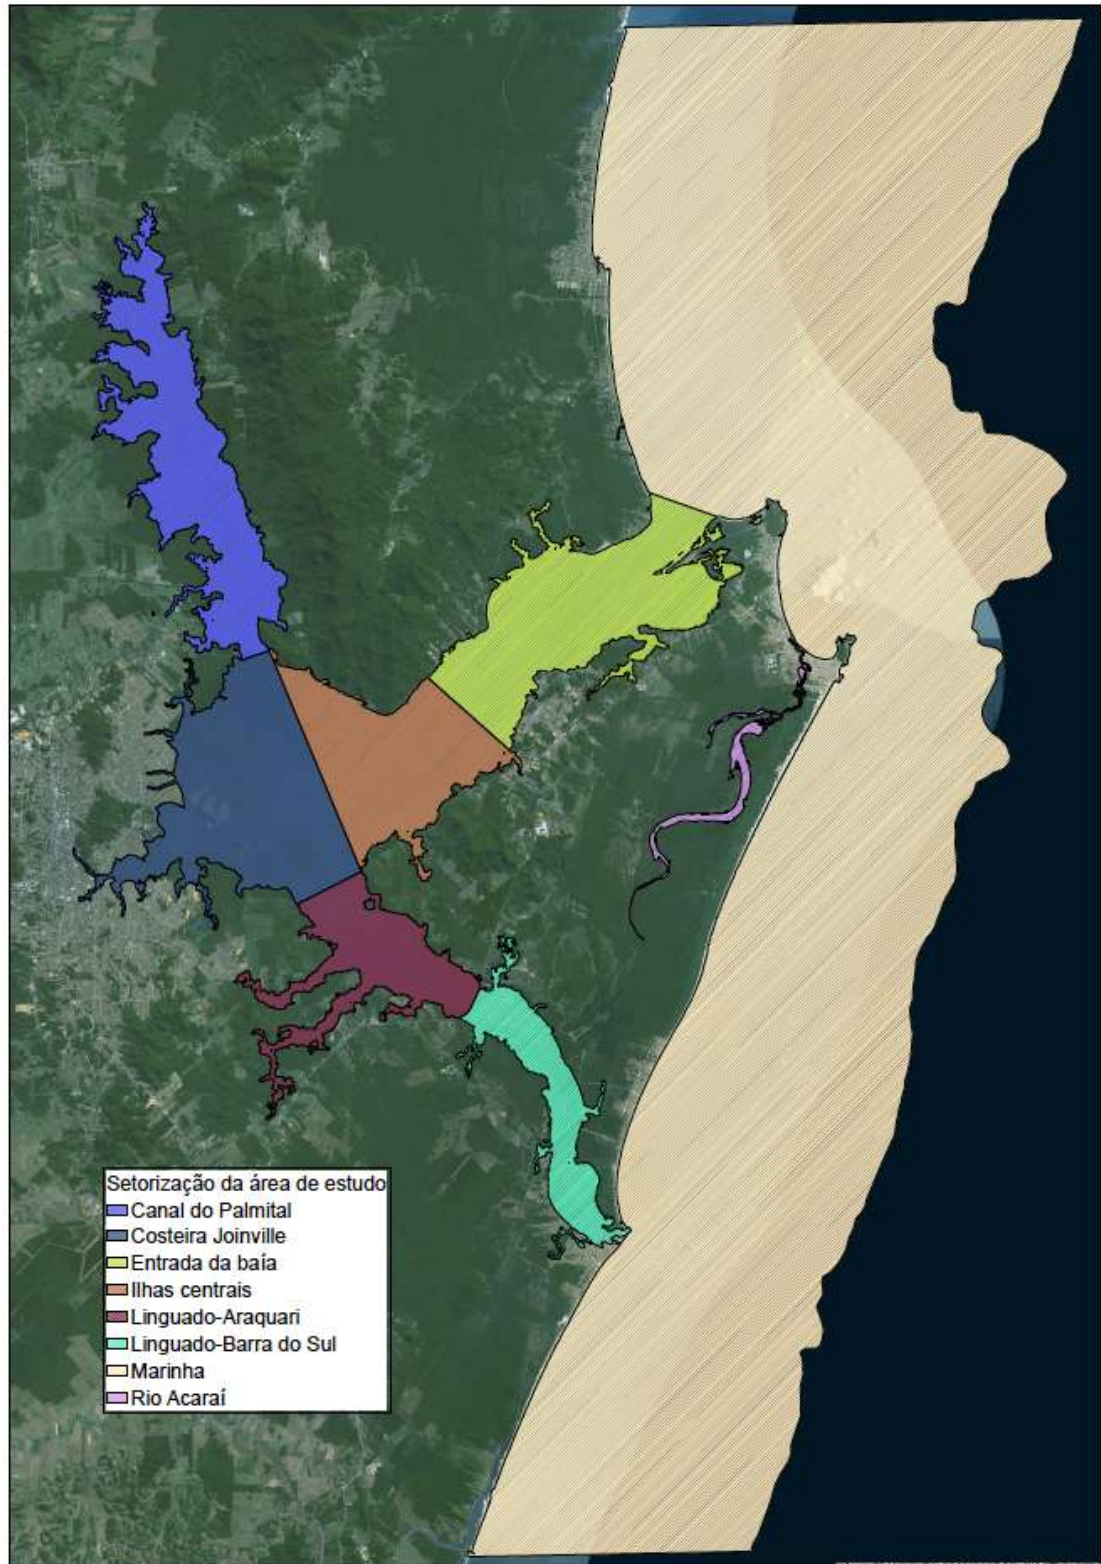 Setorização da área de estudo
Canal do Palmital
Costeira Joinville
Entrada da baía
Ilhas centrais
Linguado-Araquari
Linguado-Barra do Sul
Marinha
Rio Acaraí